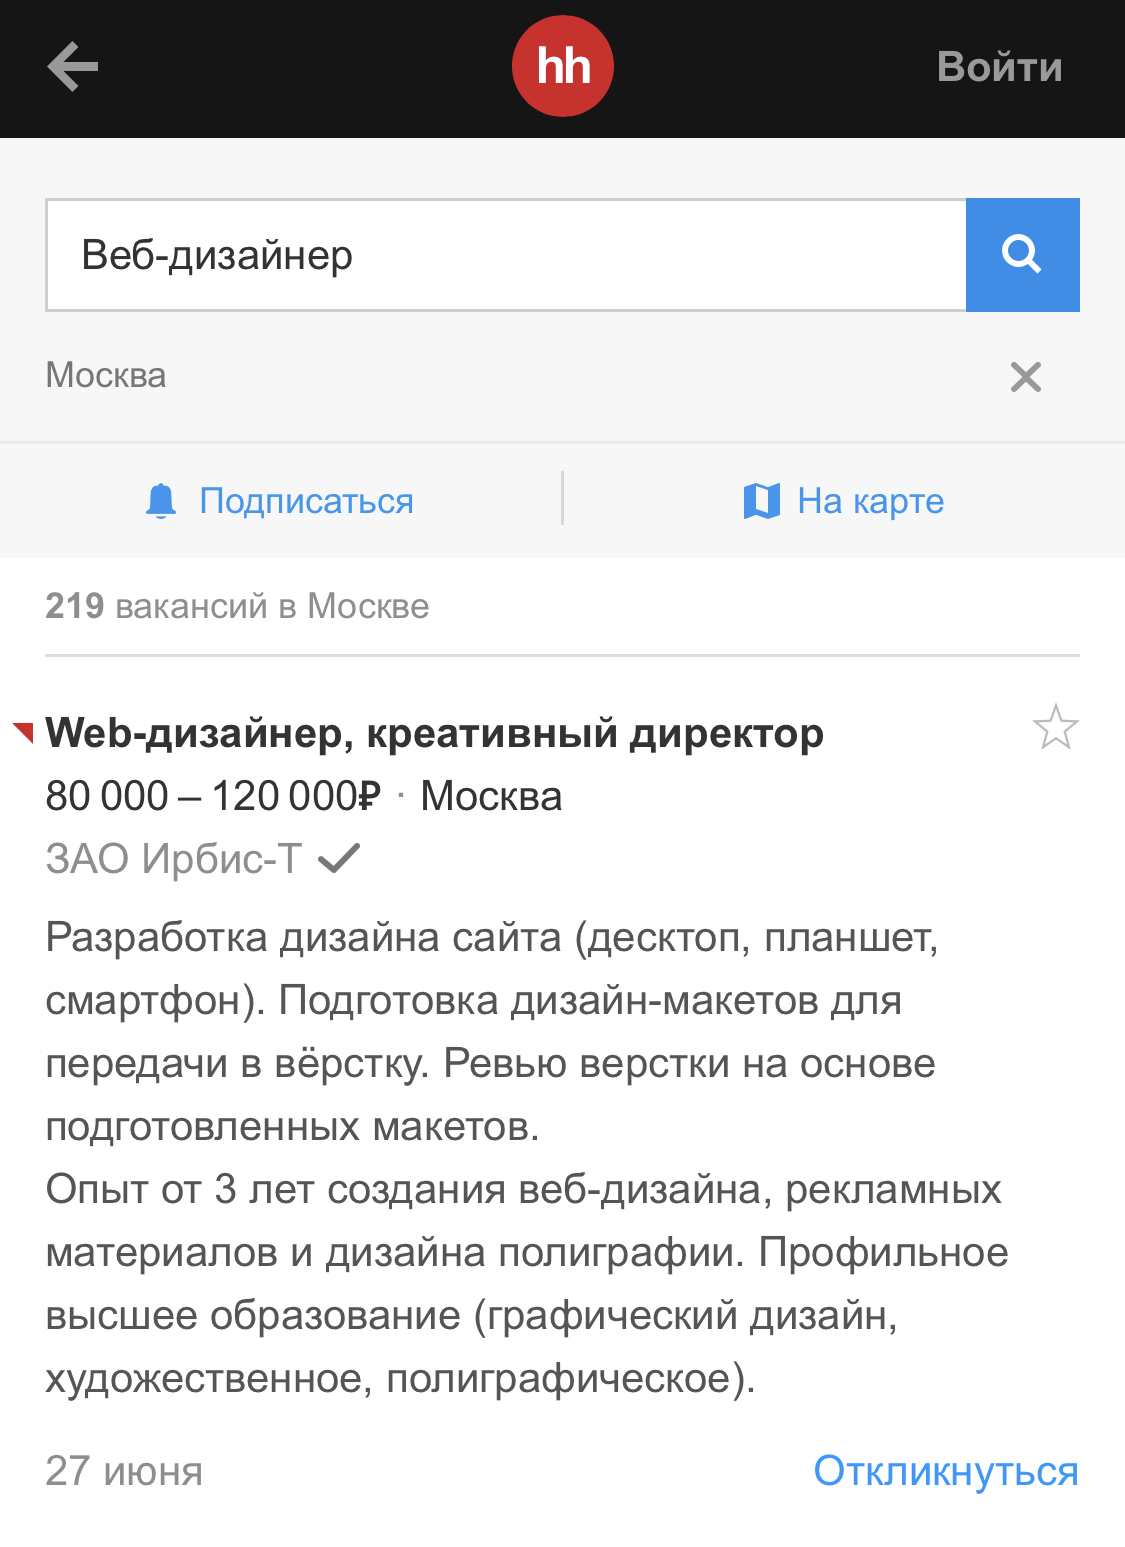 hh
Войти
Веб-дизайнер
Москва
Подписаться
На карте
219 вакансий в Москве
Web-дизайнер, креативный директор
80 000 – 120 000₽ · Москва
ЗАО Ирбис-Т
Разработка дизайна сайта (десктоп, планшет,
смартфон). Подготовка дизайн-макетов для
передачи в вёрстку. Ревью верстки на основе
подготовленных макетов.
Опыт от 3 лет создания веб-дизайна, рекламных
материалов и дизайна полиграфии. Профильное
высшее образование (графический дизайн,
художественное, полиграфическое).
27 июня
Откликнуться